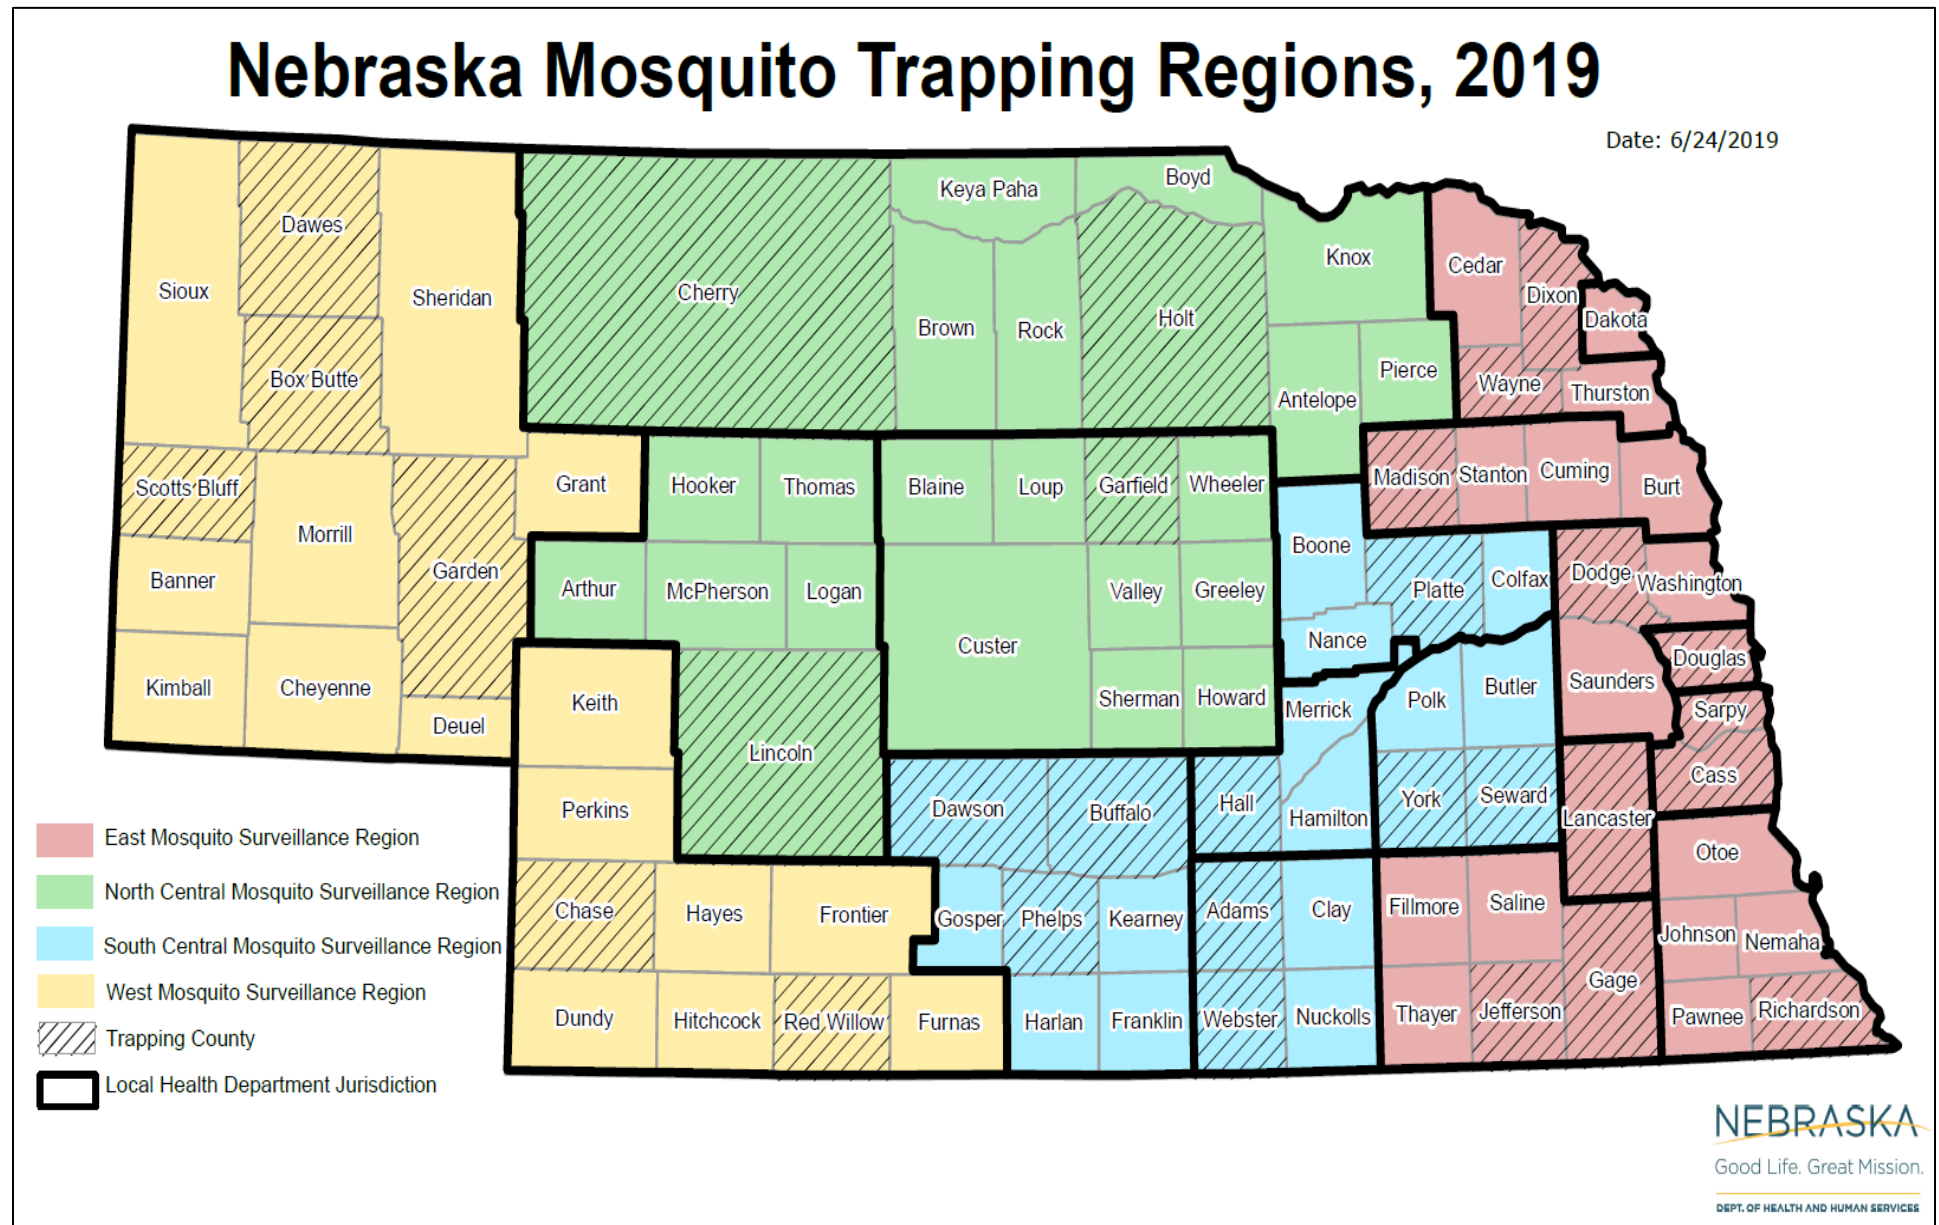 Nebraska Mosquito Trapping Regions, 2019
Date: 6/24/2019
Sioux
Dawes
Sheridan
Box Butte
Scotts Bluff
Morrill
Garden
Grant
Banner
Kimball
Cheyenne
Deuel
Cherry
Keya Paha
Boyd
Brown
Rock
Holt
Knox
Antelope
Pierce
Cedar
Dixon
Dakota
Wayne
Thurston
Hooker
Thomas
Blaine
Loup
Garfield
Wheeler
Arthur
McPherson
Logan
Custer
Valley
Greeley
Sherman
Howard
Lincoln
Madison
Stanton
Cuming
Burt
Boone
Platte
Colfax
Nance
Dodge
Washington
Douglas
Saunders
Sarpy
Cass
Merrick
Polk
Butler
Hall
Hamilton
York
Seward
Lancaster
Otoe
Keith
Perkins
Chase
Hayes
Frontier
Dundy
Hitchcock
Red Willow
Furnas
Dawson
Buffalo
Gosper
Phelps
Kearney
Harlan
Franklin
Adams
Clay
Webster
Nuckolls
Fillmore
Saline
Thayer
Jefferson
Gage
Johnson
Nemaha
Pawnee
Richardson
East Mosquito Surveillance Region
North Central Mosquito Surveillance Region
South Central Mosquito Surveillance Region
West Mosquito Surveillance Region
Trapping County
Local Health Department Jurisdiction
NEBRASKA
Good Life. Great Mission.
DEPT. OF HEALTH AND HUMAN SERVICES